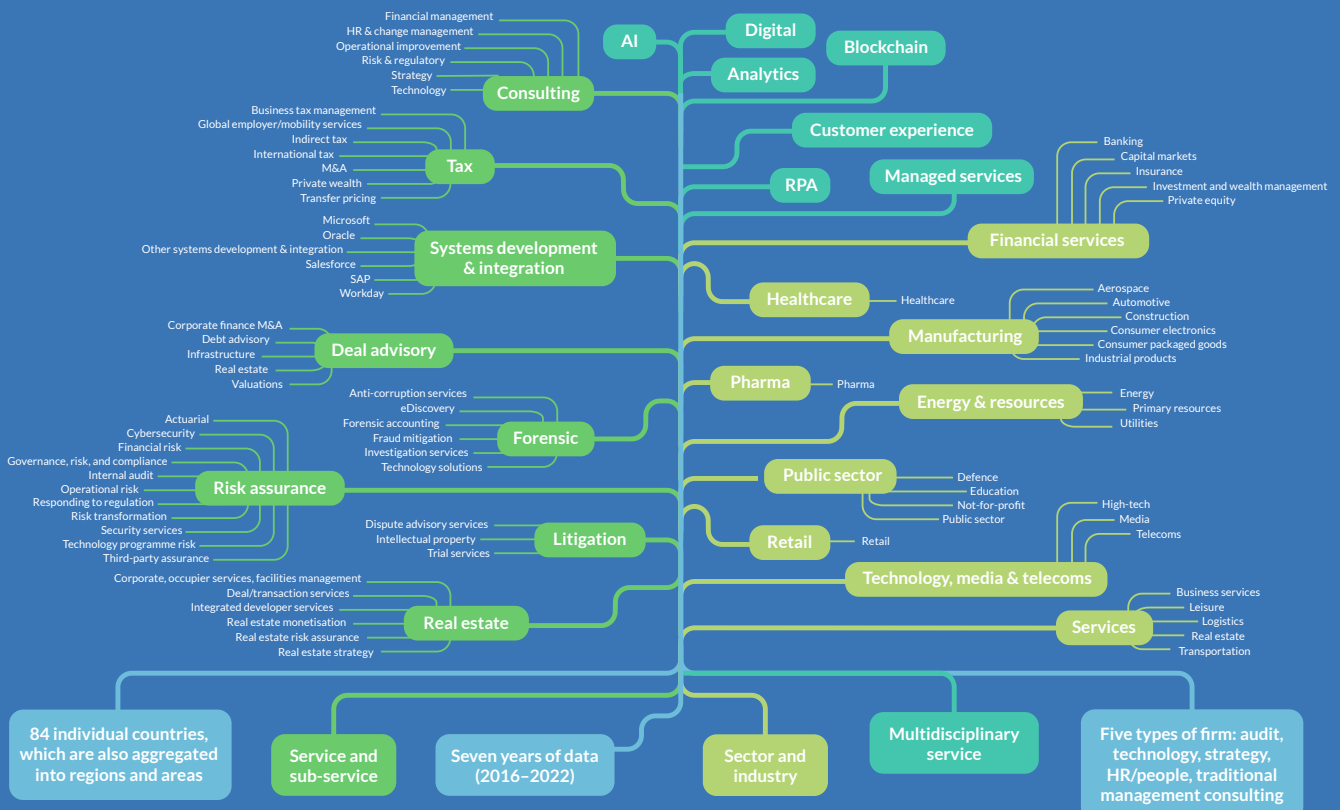 Financial management
HR & change management
Operational improvement
Risk & regulatory
Strategy
Technology
Consulting
Business tax management
Global employer/mobility services
Indirect tax
International tax
M&A
Private wealth
Transfer pricing
Tax
Microsoft
Oracle
Other systems development & integration
Salesforce
SAP
Workday
Systems development
& integration
Corporate finance M&A
Debt advisory
Infrastructure
Real estate
Valuations
Deal advisory
Anti-corruption services
eDiscovery
Forensic accounting
Fraud mitigation
Investigation services
Technology solutions
Forensic
Actuarial
Cybersecurity
Financial risk
Governance, risk, and compliance
Internal audit
Operational risk
Responding to regulation
Risk transformation
Security services
Technology programme risk
Third-party assurance
Risk assurance
Dispute advisory services
Intellectual property
Trial services
Litigation
Corporate, occupier services, facilities management
Deal/transaction services
Integrated developer services
Real estate monetisation
Real estate risk assurance
Real estate strategy
Real estate
AI
Digital
Blockchain
Analytics
Customer experience
RPA
Managed services
Banking
Capital markets
Insurance
Investment and wealth management
Private equity
Financial services
Healthcare
Healthcare
Aerospace
Automotive
Construction
Consumer electronics
Consumer packaged goods
Industrial products
Manufacturing
Pharma
Pharma
Energy & resources
Energy
Primary resources
Utilities
Public sector
Defence
Education
Not-for-profit
Public sector
Retail
Retail
High-tech
Media
Telecoms
Technology, media & telecoms
Services
Business services
Leisure
Logistics
Real estate
Transportation
84 individual countries,
which are also aggregated
into regions and areas
Service and
sub-service
Seven years of data
(2016–2022)
Sector and
industry
Multidisciplinary
service
Five types of firm: audit,
technology, strategy,
HR/people, traditional
management consulting